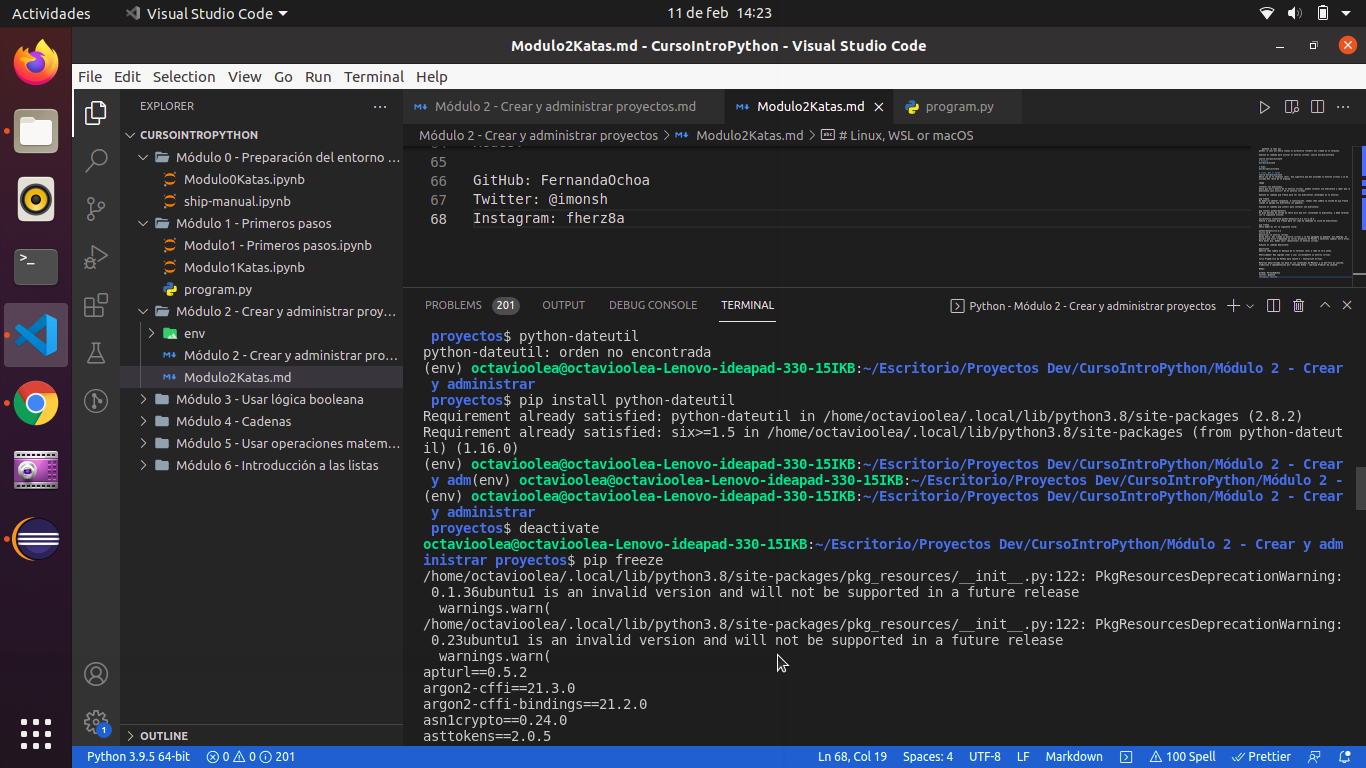 Actividades
Visual Studio Code
11 de feb 14:23
Modulo2Katas.md - CursoIntroPython - Visual Studio Code
File Edit Selection View Go Run Terminal Help
EXPLORER
CURSOINTROPYTHON
Módulo 0 - Preparación del entorno ...
Modulo0Katas.ipynb
ship-manual.ipynb
Módulo 1 - Primeros pasos
Modulo1 - Primeros pasos.ipynb
Modulo1Katas.ipynb
program.py
Módulo 2 - Crear y administrar proy...
env
Módulo 2 - Crear y administrar pro...
Modulo2Katas.md
Módulo 3 - Usar lógica booleana
Módulo 4 - Cadenas
Módulo 5 - Usar operaciones matem...
Módulo 6 - Introducción a las listas
OUTLINE
Módulo 2 - Crear y administrar proyectos.md
Modulo2Katas.md
program.py
Módulo 2 - Crear y administrar proyectos > Modulo2Katas.md > # Linux, WSL or macOS
65
66 GitHub: FernandaOchoa
67 Twitter: @imonsh
68 Instagram: fherz8a
PROBLEMS 201 OUTPUT DEBUG CONSOLE TERMINAL
Python - Módulo 2 - Crear y administrar proyectos
proyectos$ python-dateutil
python-dateutil: orden no encontrada
(env) octavioolea@octavioolea-Lenovo-ideapad-330-15IKB:~/Escritorio/Proyectos Dev/CursoIntroPython/Módulo 2 - Crear
y administrar
proyectos$ pip install python-dateutil
Requirement already satisfied: python-dateutil in /home/octavioolea/.local/lib/python3.8/site-packages (2.8.2)
Requirement already satisfied: six>=1.5 in /home/octavioolea/.local/lib/python3.8/site-packages (from python-dateut
il) (1.16.0)
(env) octavioolea@octavioolea-Lenovo-ideapad-330-15IKB:~/Escritorio/Proyectos Dev/CursoIntroPython/Módulo 2 - Crear
y adm(env) octavioolea@octavioolea-Lenovo-ideapad-330-15IKB:~/Escritorio/Proyectos Dev/CursoIntroPython/Módulo 2 -
(env) octavioolea@octavioolea-Lenovo-ideapad-330-15IKB:~/Escritorio/Proyectos Dev/CursoIntroPython/Módulo 2 - Crear
y administrar
proyectos$ deactivate
octavioolea@octavioolea-Lenovo-ideapad-330-15IKB:~/Escritorio/Proyectos Dev/CursoIntroPython/Módulo 2 - Crear y adm
inistrar proyectos$ pip freeze
/home/octavioolea/.local/lib/python3.8/site-packages/pkg_resources/__init__.py:122: PkgResourcesDeprecationWarning:
0.1.36ubuntu1 is an invalid version and will not be supported in a future release
warnings.warn(
/home/octavioolea/.local/lib/python3.8/site-packages/pkg_resources/__init__.py:122: PkgResourcesDeprecationWarning:
0.23ubuntu1 is an invalid version and will not be supported in a future release
warnings.warn(
apturl==0.5.2
argon2-cffi==21.3.0
argon2-cffi-bindings==21.2.0
asn1crypto==0.24.0
asttokens==2.0.5
1
Python 3.9.5 64-bit 0 0 201
Ln 68, Col 19 Spaces: 4 UTF-8 LF Markdown 100 Spell Prettier